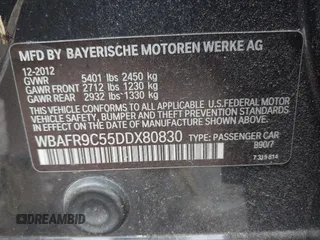 MFD BY BAYERISCHE MOTOREN WERKE AG
12-2012
GVWR 5401 lbs 2450 kg
GAWR FRONT 2712 lbs 1230 kg
GAWR REAR 2932 lbs 1330 kg
THIS VEHICLE CONFORMS TO ALL APPLICABLE
U.S.FEDERAL MOTOR VEHICLE SAFETY,
BUMPER, AND THEFT PREVENTION STANDARDS
IN EFFECT ON THE DATE OF MANUFACTURE
SHOWN ABOVE.
WBAFR9C55DDX80830 TYPE: PASSENGER CAR
B90/7
CREATED BY
DREAMBID